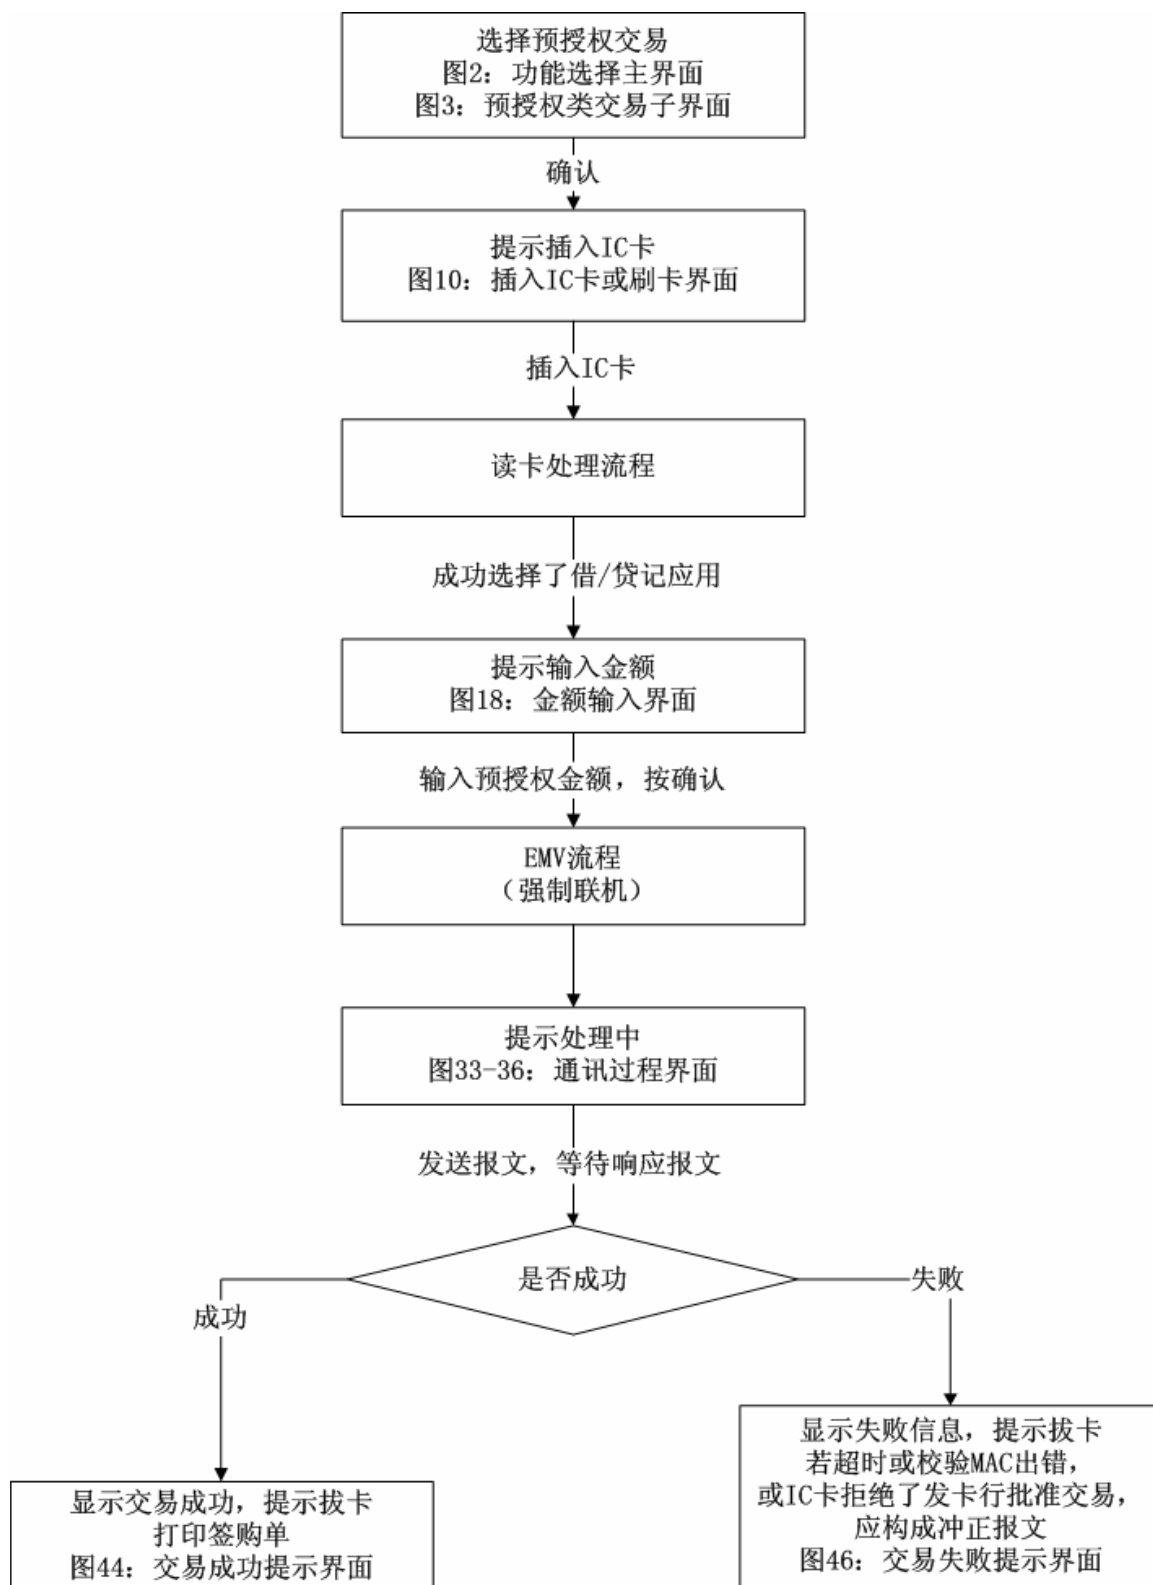 选择预授权交易
图2：功能选择主界面
图3：预授权类交易子界面
确认
提示插入IC卡
图10：插入IC卡或刷卡界面
插入IC卡
读卡处理流程
成功选择了借/贷记应用
提示输入金额
图18：金额输入界面
输入预授权金额，按确认
EMV流程
（强制联机）
提示处理中
图33-36：通讯过程界面
发送报文，等待响应报文
是否成功
失败
成功
显示失败信息，提示拔卡
若超时或校验MAC出错，
或IC卡拒绝了发卡行批准交易，
应构成冲正报文
图46：交易失败提示界面
显示交易成功，提示拔卡
打印签购单
图44：交易成功提示界面